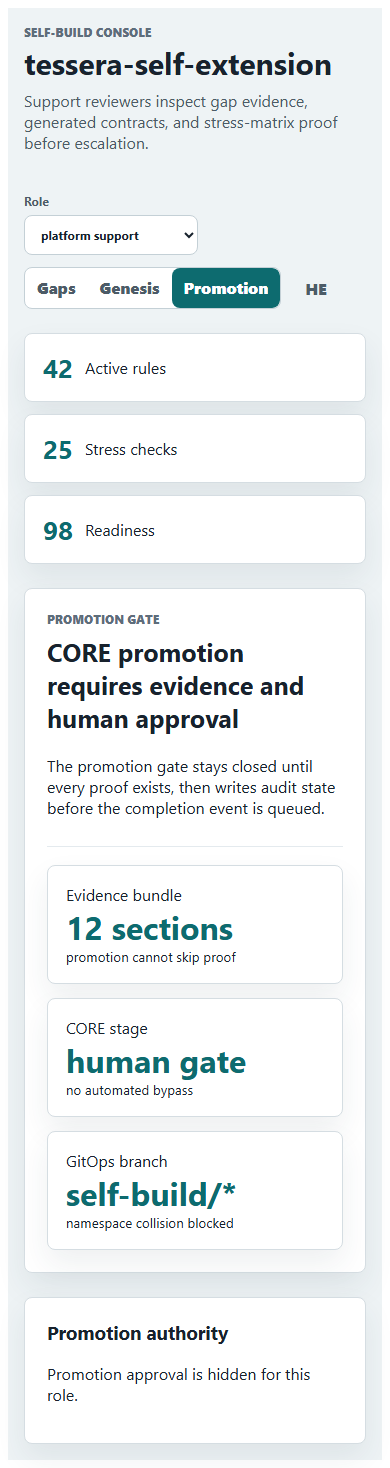 SELF-BUILD CONSOLE
tessera-self-extension
Support reviewers inspect gap evidence,
generated contracts, and stress-matrix proof
before escalation.
Role
platform support
Gaps Genesis Promotion HE
42 Active rules
25 Stress checks
98 Readiness
PROMOTION GATE
CORE promotion
requires evidence and
human approval
The promotion gate stays closed until
every proof exists, then writes audit state
before the completion event is queued.
Evidence bundle
12 sections
promotion cannot skip proof
CORE stage
human gate
no automated bypass
GitOps branch
self-build/*
namespace collision blocked
Promotion authority
Promotion approval is hidden for this
role.